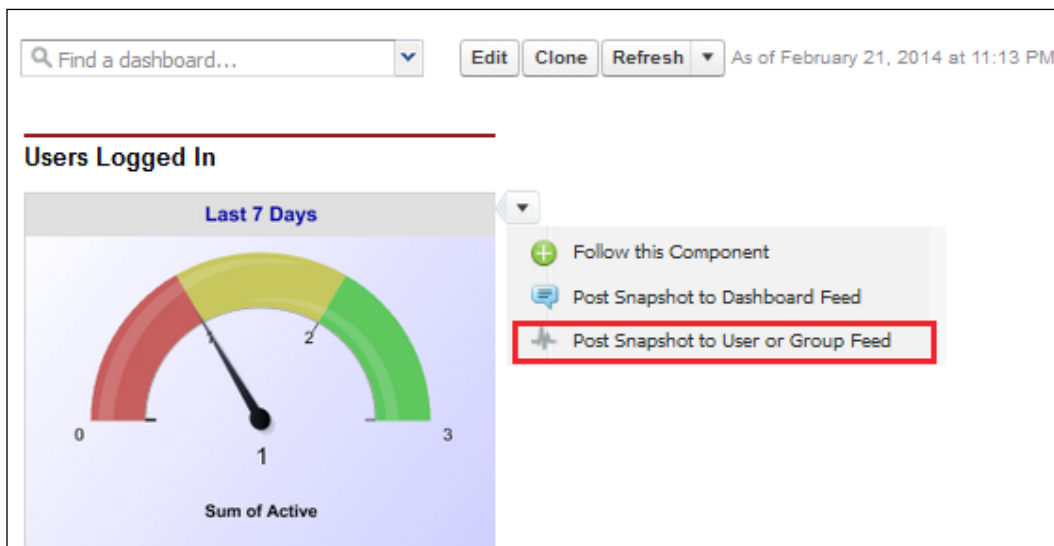 Find a dashboard... Edit Clone Refresh As of February 21, 2014 at 11:13 PM
Users Logged In
Last 7 Days
Follow this Component
Post Snapshot to Dashboard Feed
Post Snapshot to User or Group Feed
1 2
0 3
1
Sum of Active